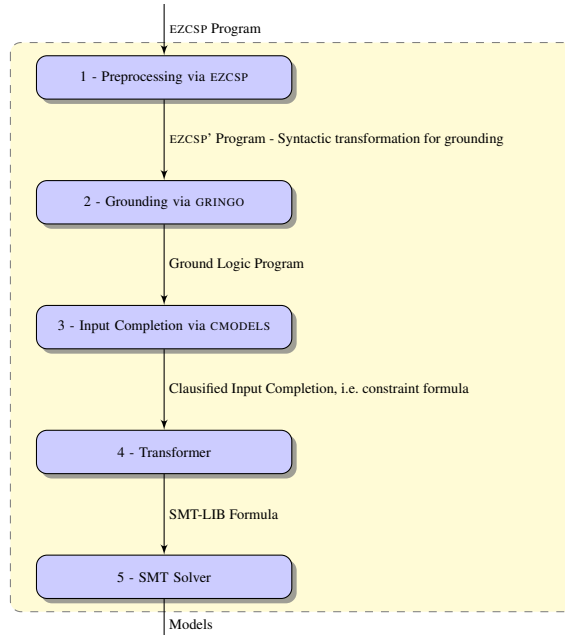 EZCSP Program
1 - Preprocessing via EZCSP
EZCSP' Program - Syntactic transformation for grounding
2 - Grounding via GRINGO
Ground Logic Program
3 - Input Completion via CMODELS
Clausified Input Completion, i.e. constraint formula
4 - Transformer
SMT-LIB Formula
5 - SMT Solver
Models